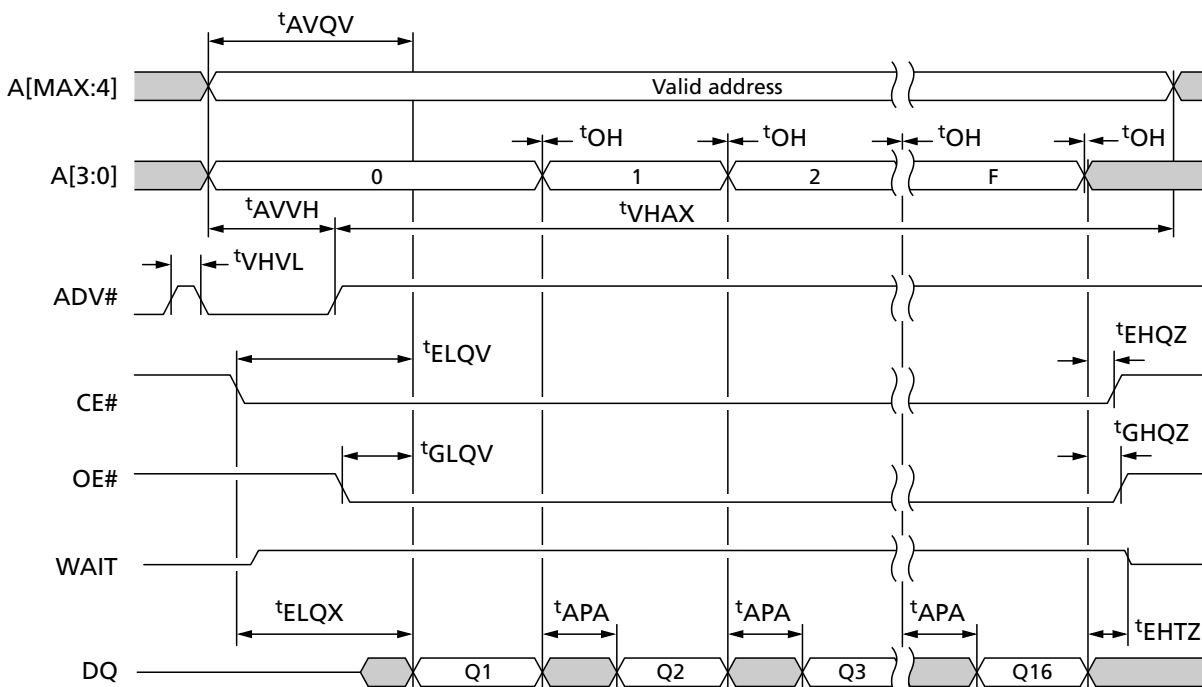 tAVQV
A[MAX:4] Valid address
tOH tOH tOH tOH
A[3:0] 0 1 2 F
tAVVH tVHAX
tVHVL
ADV#
tELQV tEHQZ
CE#
tGLQV tGHQZ
OE#
WAIT
tELQX tAPA tAPA tAPA tEHTZ
DQ Q1 Q2 Q3 Q16